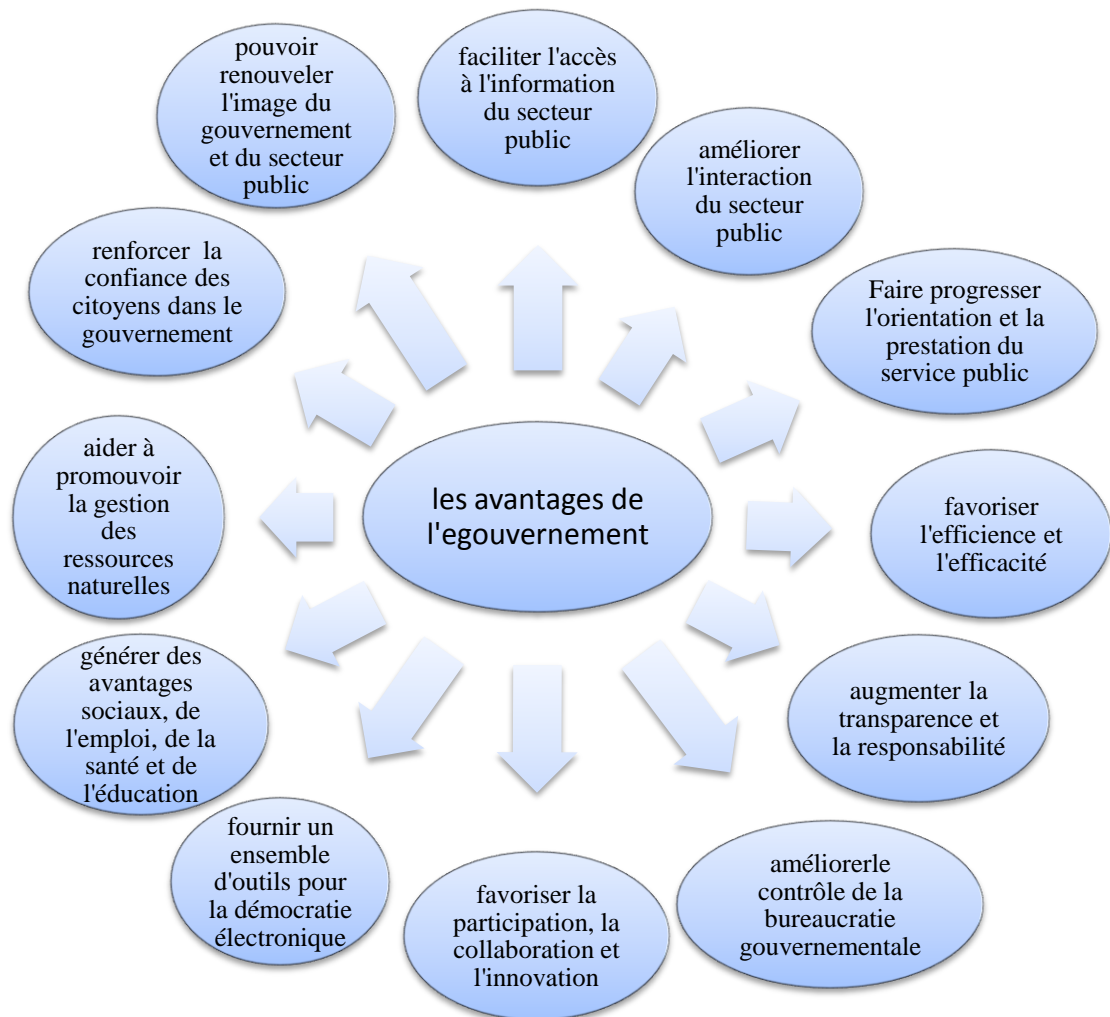 pouvoir
renouveler
l'image du
gouvernement
et du secteur
public
faciliter l'accès
à l'information
du secteur
public
améliorer
l'interaction
du secteur
public
Faire progresser
l'orientation et la
prestation du
service public
favoriser
l'efficience et
l'efficacité
augmenter la
transparence et
la responsabilité
améliorerle
contrôle de la
bureaucratie
gouvernementale
favoriser la
participation, la
collaboration et
l'innovation
fournir un
ensemble
d'outils pour
la démocratie
électronique
générer des
avantages
sociaux, de
l'emploi, de la
santé et de
l'éducation
aider à
promouvoir
la gestion
des
ressources
naturelles
renforcer  la
confiance des
citoyens dans le
gouvernement
les avantages de
l'egouvernement